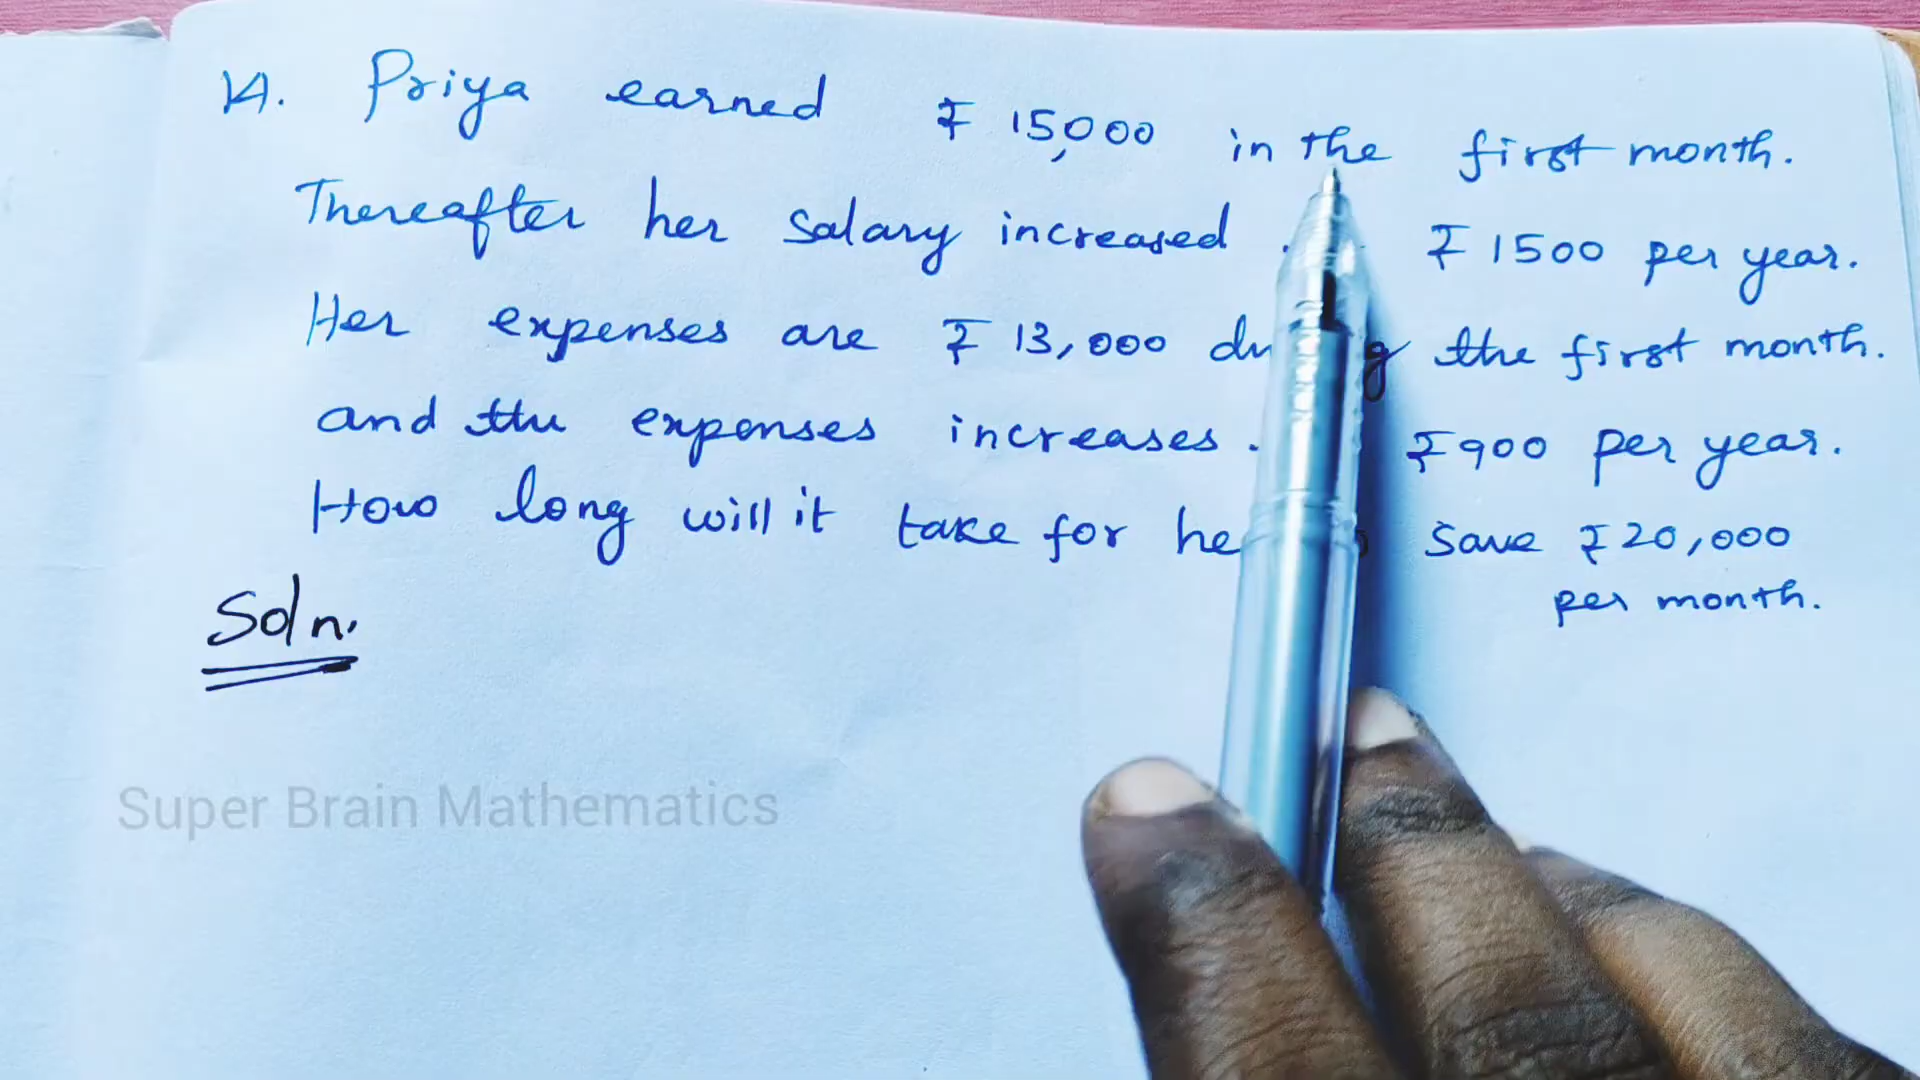 14. Priya earned ₹ 15,000 in the first month.
Thereafter her salary increased ₹ 1500 per year.
Her expenses are ₹ 13,000 the first month.
and the expenses increases. ₹900 per year.
How long will it take for save ₹20,000
per month.
Soln.
Super Brain Mathematics